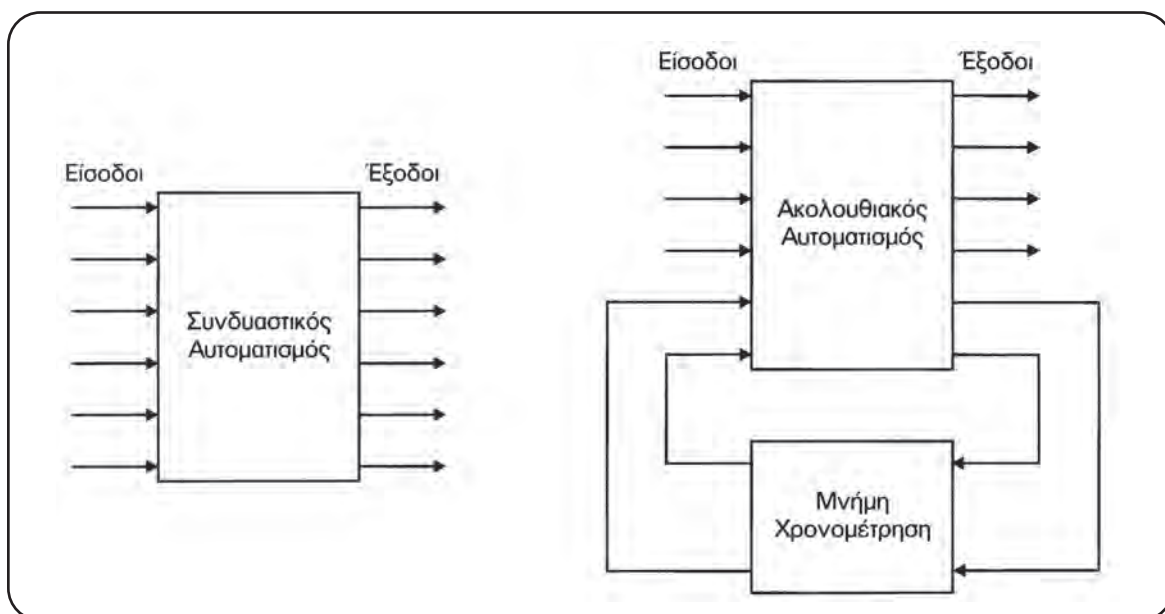 Είσοδοι
Έξοδοι
Συνδυαστικός
Αυτοματισμός
Είσοδοι
Έξοδοι
Ακολουθιακός
Αυτοματισμός
Μνήμη
Χρονομέτρηση